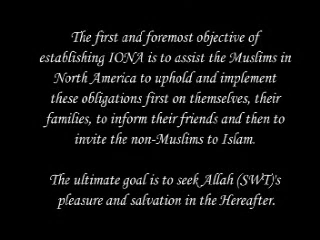 The first and foremost objective of
establishing IONA is to assist the Muslims in
North America to uphold and implement
these obligations first on themselves, their
families, to inform their friends and then to
invite the non-Muslims to Islam.
The ultimate goal is to seek Allah (SWT)'s
pleasure and salvation in the Hereafter.